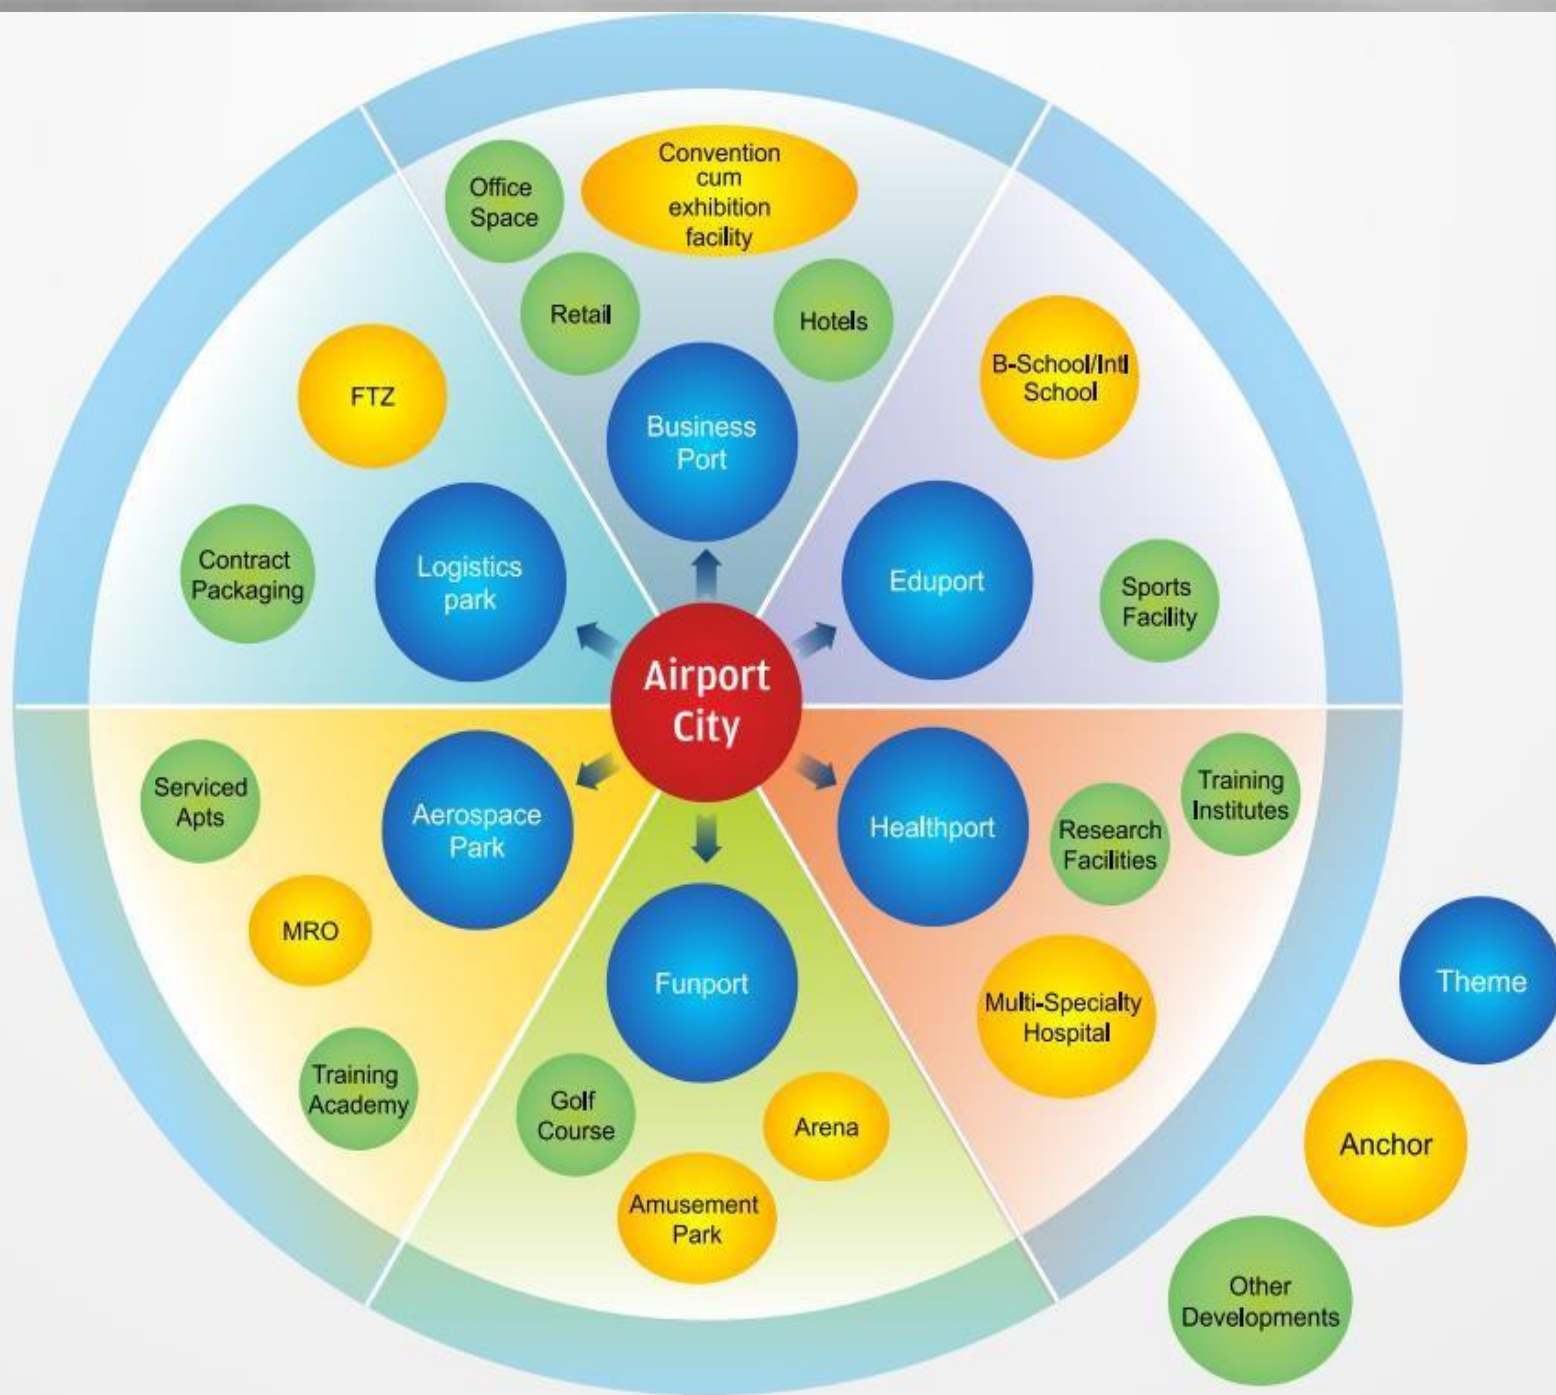 Office
Space
Convention
cum
exhibition
facility
Retail
Hotels
Business
Port
FTZ
Contract
Packaging
Logistics
park
B-School/Intl
School
Eduport
Sports
Facility
Airport
City
Serviced
Apts
MRO
Training
Academy
Aerospace
Park
Healthport
Research
Facilities
Training
Institutes
Multi-Specialty
Hospital
Funport
Golf
Course
Arena
Amusement
Park
Theme
Anchor
Other
Developments